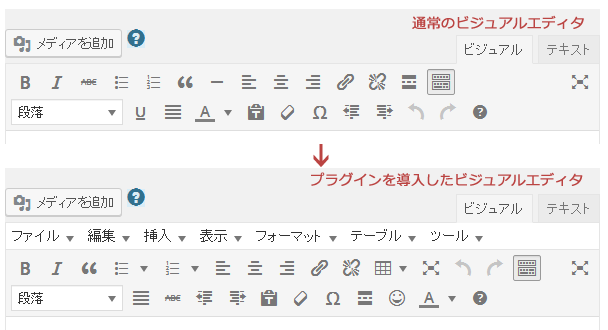 通常のビジュアルエディタ
メディアを追加 ?
ビジュアル テキスト
B I ABC
段落 U A Ω ?
プラグインを導入したビジュアルエディタ
メディアを追加 ?
ビジュアル テキスト
ファイル 編集 挿入 表示 フォーマット テーブル ツール
B I
段落 ABC Ω A ?